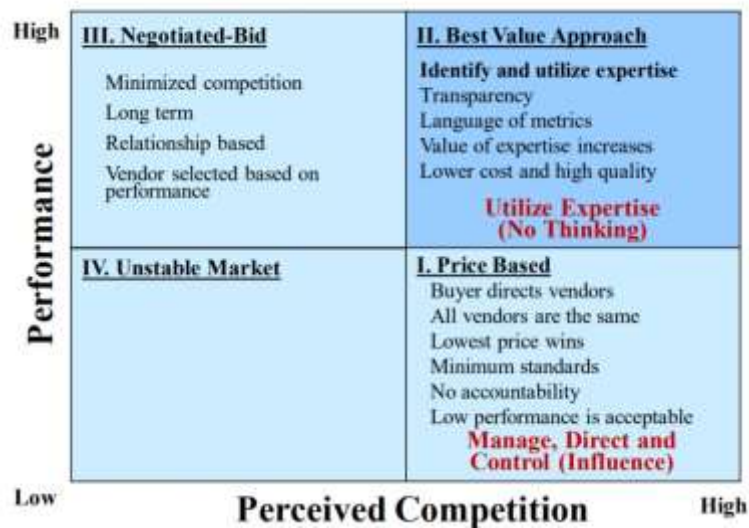 High
III. Negotiated-Bid
Minimized competition
Long term
Relationship based
Vendor selected based on
performance
II. Best Value Approach
Identify and utilize expertise
Transparency
Language of metrics
Value of expertise increases
Lower cost and high quality
Utilize Expertise
(No Thinking)
Performance
IV. Unstable Market
I. Price Based
Buyer directs vendors
All vendors are the same
Lowest price wins
Minimum standards
No accountability
Low performance is acceptable
Manage, Direct and
Control (Influence)
Low
Perceived Competition
High